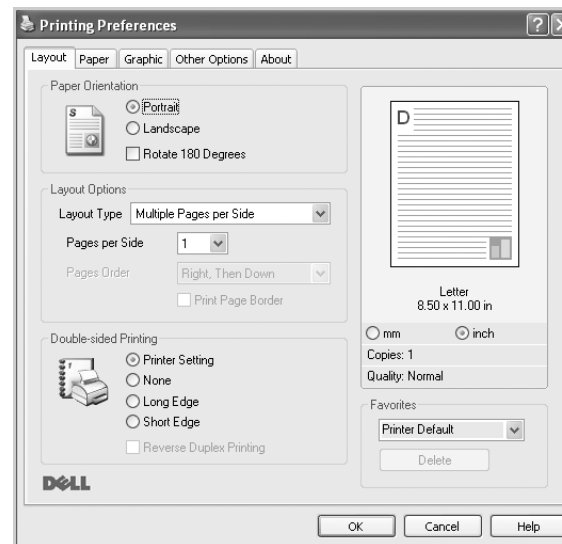 Printing Preferences
Layout Paper Graphic Other Options About
Paper Orientation
S
Portrait
Landscape
Rotate 180 Degrees
Layout Options
Layout Type Multiple Pages per Side
Pages per Side 1
Pages Order Right, Then Down
Print Page Border
Double-sided Printing
Printer Setting
None
Long Edge
Short Edge
Reverse Duplex Printing
DELL
D
Letter
8.50 x 11.00 in
mm inch
Copies: 1
Quality: Normal
Favorites
Printer Default
Delete
OK Cancel Help